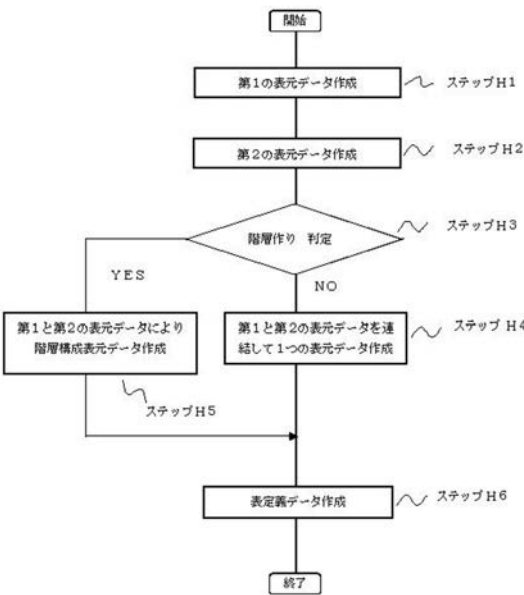 開始
第1の表元データ作成
ステップH1
第2の表元データ作成
ステップH2
階層作り 判定
ステップH3
YES
NO
第1と第2の表元データにより
階層構成表元データ作成
第1と第2の表元データを連
結して1つの表元データ作成
ステップ H4
ステップH5
表定義データ作成
ステップH6
終了